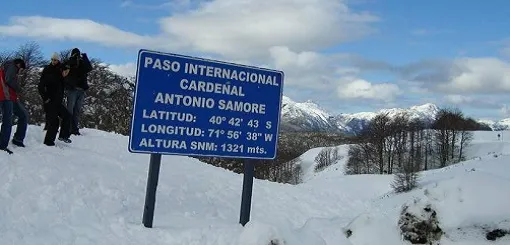 PASO INTERNACIONAL
CARDEÑAL
ANTONIO SAMORE
LATITUD: 40° 42' 43 S
LONGITUD: 71° 56' 38" W
ALTURA SNM: 1321 mts.